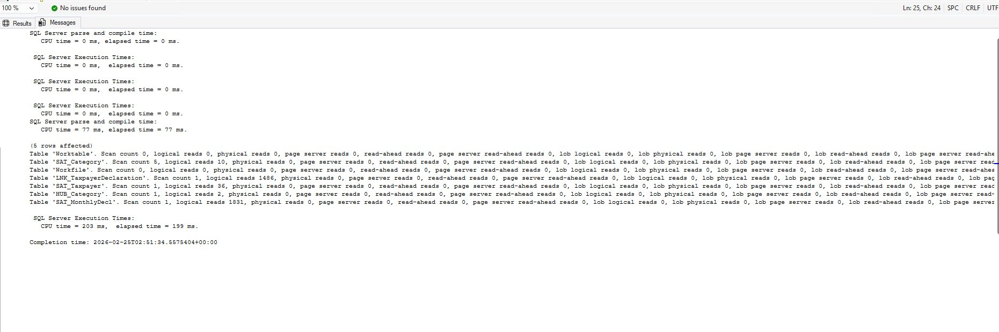 100 %
No issues found
Ln: 25, Ch: 24 SPC CRLF UTF
Results Messages
SQL Server parse and compile time:
CPU time = 0 ms, elapsed time = 0 ms.
SQL Server Execution Times:
CPU time = 0 ms, elapsed time = 0 ms.
SQL Server Execution Times:
CPU time = 0 ms, elapsed time = 0 ms.
SQL Server Execution Times:
CPU time = 0 ms, elapsed time = 0 ms.
SQL Server parse and compile time:
CPU time = 77 ms, elapsed time = 77 ms.
(5 rows affected)
Table 'Worktable'. Scan count 0, logical reads 0, physical reads 0, page server reads 0, read-ahead reads 0, page server read-ahead reads 0, lob logical reads 0, lob physical reads 0, lob page server reads 0, lob read-ahead reads 0, lob page server read-ahe
Table 'SAT_Category'. Scan count 5, logical reads 10, physical reads 0, page server reads 0, read-ahead reads 0, page server read-ahead reads 0, lob logical reads 0, lob physical reads 0, lob page server reads 0, lob read-ahead reads 0, lob page server read
Table 'Workfile'. Scan count 0, logical reads 0, physical reads 0, page server reads 0, read-ahead reads 0, page server read-ahead reads 0, lob logical reads 0, lob physical reads 0, lob page server reads 0, lob read-ahead reads 0, lob page server read-ahea
Table 'LNK_TaxpayerDeclaration'. Scan count 1, logical reads 1486, physical reads 0, page server reads 0, read-ahead reads 0, page server read-ahead reads 0, lob logical reads 0, lob physical reads 0, lob page server reads 0, lob read-ahead reads 0, lob pag
Table 'SAT_Taxpayer'. Scan count 1, logical reads 36, physical reads 0, page server reads 0, read-ahead reads 0, page server read-ahead reads 0, lob logical reads 0, lob physical reads 0, lob page server reads 0, lob read-ahead reads 0, lob page server read
Table 'HUB_Category'. Scan count 1, logical reads 2, physical reads 0, page server reads 0, read-ahead reads 0, page server read-ahead reads 0, lob logical reads 0, lob physical reads 0, lob page server reads 0, lob read-ahead reads 0, lob page server read-
Table 'SAT_MonthlyDecl'. Scan count 1, logical reads 1831, physical reads 0, page server reads 0, read-ahead reads 0, page server read-ahead reads 0, lob logical reads 0, lob physical reads 0, lob page server reads 0, lob read-ahead reads 0, lob page server
SQL Server Execution Times:
CPU time = 203 ms, elapsed time = 199 ms.
Completion time: 2026-02-25T02:51:34.5575404+00:00